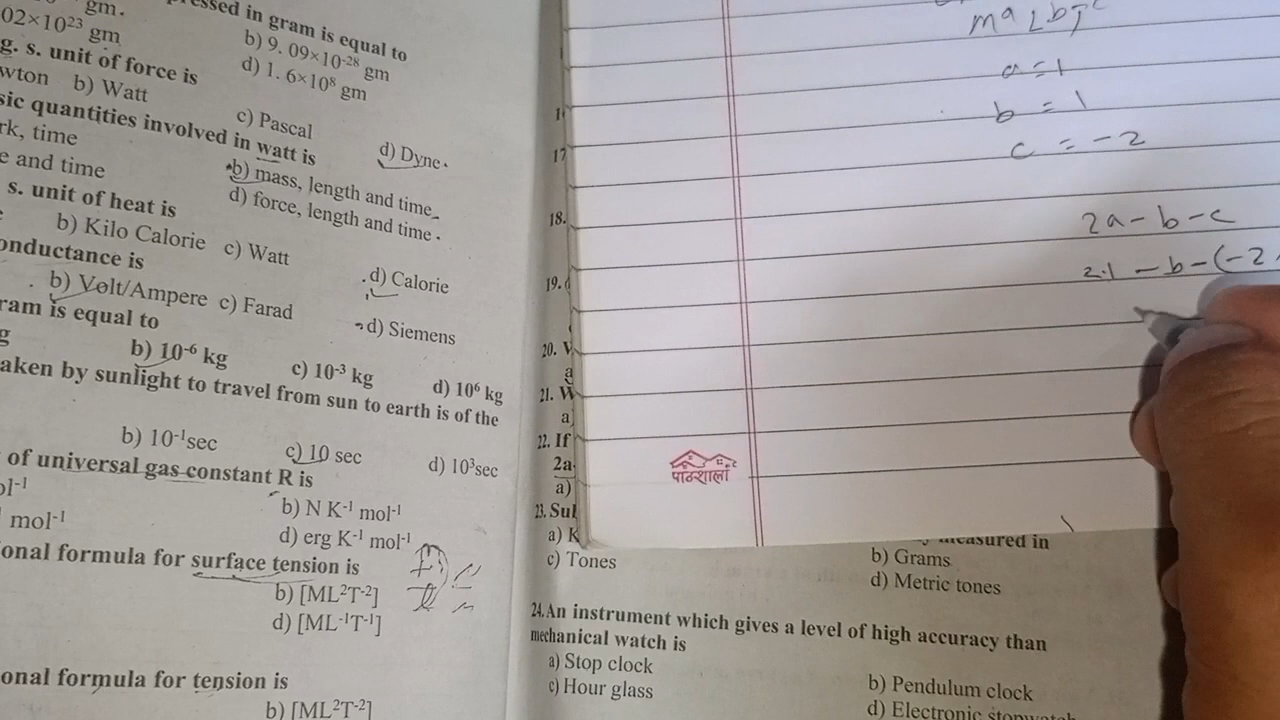 gm.
pressed in gram is equal to
02×10²³ gm
b) 9. 09×10⁻²⁸ gm
d) 1. 6×10⁸ gm
g. s. unit of force is
wton b) Watt
c) Pascal
d) Dyne.
sic quantities involved in watt is
rk, time
b) mass, length and time
e and time
d) force, length and time.
s. unit of heat is
b) Kilo Calorie c) Watt
d) Calorie
onductance is
b) Volt/Ampere c) Farad
d) Siemens
ram is equal to
g
b) 10⁻⁶ kg
c) 10⁻³ kg
d) 10⁶ kg
aken by sunlight to travel from sun to earth is of the
b) 10⁻¹sec
c) 10 sec
d) 10³sec
of universal gas constant R is
ol⁻¹
b) N K⁻¹ mol⁻¹
mol⁻¹
d) erg K⁻¹ mol⁻¹
onal formula for surface tension is
b) [ML²T⁻²]
d) [ML⁻¹T⁻¹]
onal formula for tension is
b) [ML²T⁻²]
17
18.
19.
20.
a
21. W
a)
22. If
2a
a)
23. Sul
a) K
measured in
b) Grams
c) Tones
d) Metric tones
24. An instrument which gives a level of high accuracy than
mechanical watch is
a) Stop clock
b) Pendulum clock
c) Hour glass
d) Electronic stopwatch
Mᵃ Lᵇ Tᶜ
a = 1
b = 1
c = -2
2a - b - c
2.1 - b - (-2
पाठशाला